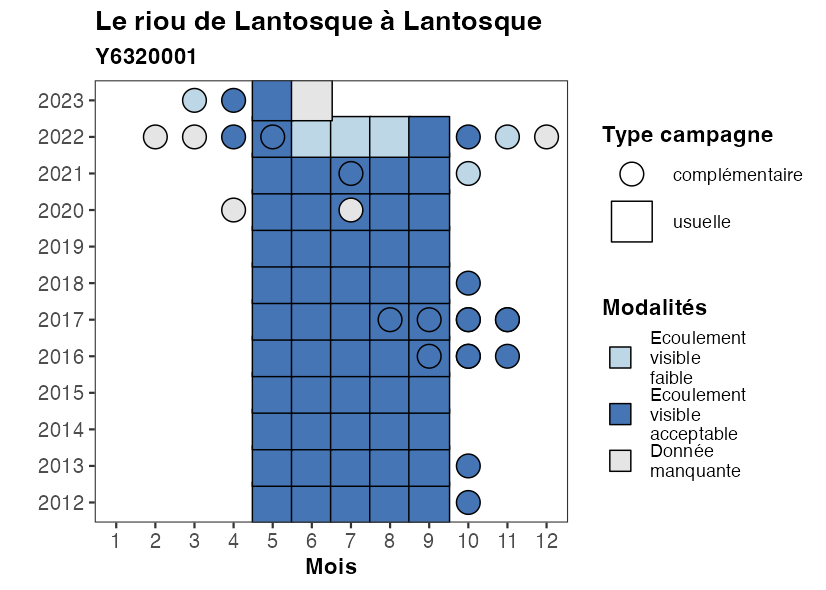 Le riou de Lantosque à Lantosque
Y6320001
2023
2022
2021
2020
2019
2018
2017
2016
2015
2014
2013
2012
1 2 3 4 5 6 7 8 9 10 11 12
Mois
Type campagne
complémentaire
usuelle
Modalités
Ecoulement
visible
faible
Ecoulement
visible
acceptable
Donnée
manquante